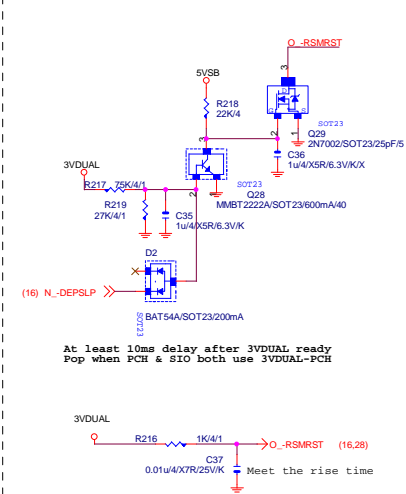 O_-RSMRST
3
5VSB
D
R218
22K/4
G
S
SOT23
2
1
Q29
2N7002/SOT23/25pF/5
3
C36
1u/4/X5R/6.3V/K/X
3VDUAL
SOT23
R217 75K/4/1
2
1
Q28
MMBT2222A/SOT23/600mA/40
R219
27K/4/1
C35
1u/4/X5R/6.3V/K
D2
(16) N_-DEPSLP
SOT23
BAT54A/SOT23/200mA
At least 10ms delay after 3VDUAL ready
Pop when PCH & SIO both use 3VDUAL-PCH
3VDUAL
R216 1K/4/1
O_-RSMRST (16,28)
C37
0.01u/4/X7R/25V/K
Meet the rise time